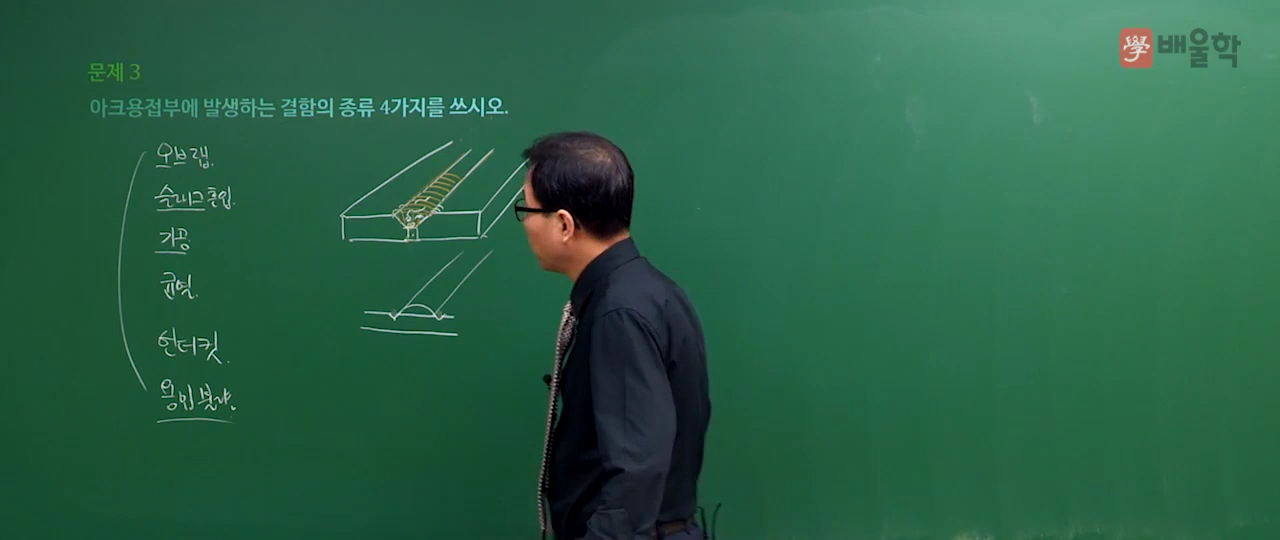 學 배울학
문제 3
아크용접부에 발생하는 결함의 종류 4가지를 쓰시오.
오브랩.
슬래그혼입.
기공
균열.
언더컷.
용입불량.